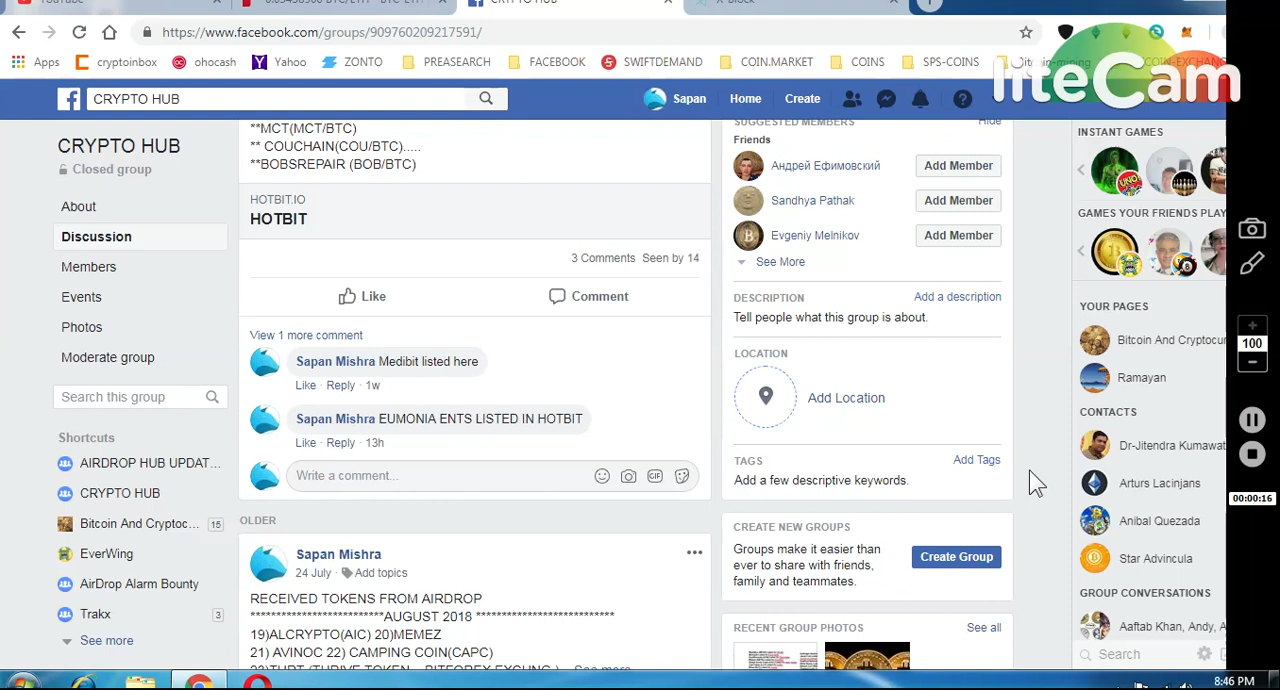 https://www.facebook.com/groups/909760209217591/
Apps cryptoinbox ohocash Yahoo ZONTO PREASEARCH FACEBOOK SWIFTDEMAND COIN.MARKET COINS SPS-COINS
liteCam
CRYPTO HUB
Sapan Home Create
CRYPTO HUB
Closed group
About
Discussion
Members
Events
Photos
Moderate group
Search this group
Shortcuts
AIRDROP HUB UPDAT...
CRYPTO HUB
Bitcoin And Cryptoc... 15
EverWing
AirDrop Alarm Bounty
Trakx 3
See more
**MCT(MCT/BTC)
** COUCHAIN(COU/BTC).....
**BOBSREPAIR (BOB/BTC)
HOTBIT.IO
HOTBIT
3 Comments Seen by 14
Like Comment
View 1 more comment
Sapan Mishra Medibit listed here
Like · Reply · 1w
Sapan Mishra EUMONIA ENTS LISTED IN HOTBIT
Like · Reply · 13h
Write a comment...
GIF
OLDER
Sapan Mishra
24 July · Add topics
RECEIVED TOKENS FROM AIRDROP
**************************AUGUST 2018 ***************************
19)ALCRYPTO(AIC) 20)MEMEZ
21) AVINOC 22) CAMPING COIN(CAPC)
SUGGESTED MEMBERS Hide
Friends
Андрей Ефимовский Add Member
Sandhya Pathak Add Member
Evgeniy Melnikov Add Member
See More
DESCRIPTION Add a description
Tell people what this group is about.
LOCATION
Add Location
TAGS Add Tags
Add a few descriptive keywords.
CREATE NEW GROUPS
Groups make it easier than
ever to share with friends,
family and teammates.
Create Group
RECENT GROUP PHOTOS See all
INSTANT GAMES
UNO
GAMES YOUR FRIENDS PLAY
YOUR PAGES
Bitcoin And Cryptocur
Ramayan
CONTACTS
Dr-Jitendra Kumawat
Arturs Lacinjans
Anibal Quezada
Star Advincula
GROUP CONVERSATIONS
Aaftab Khan, Andy, A
Search
100
00:00:16
8:46 PM